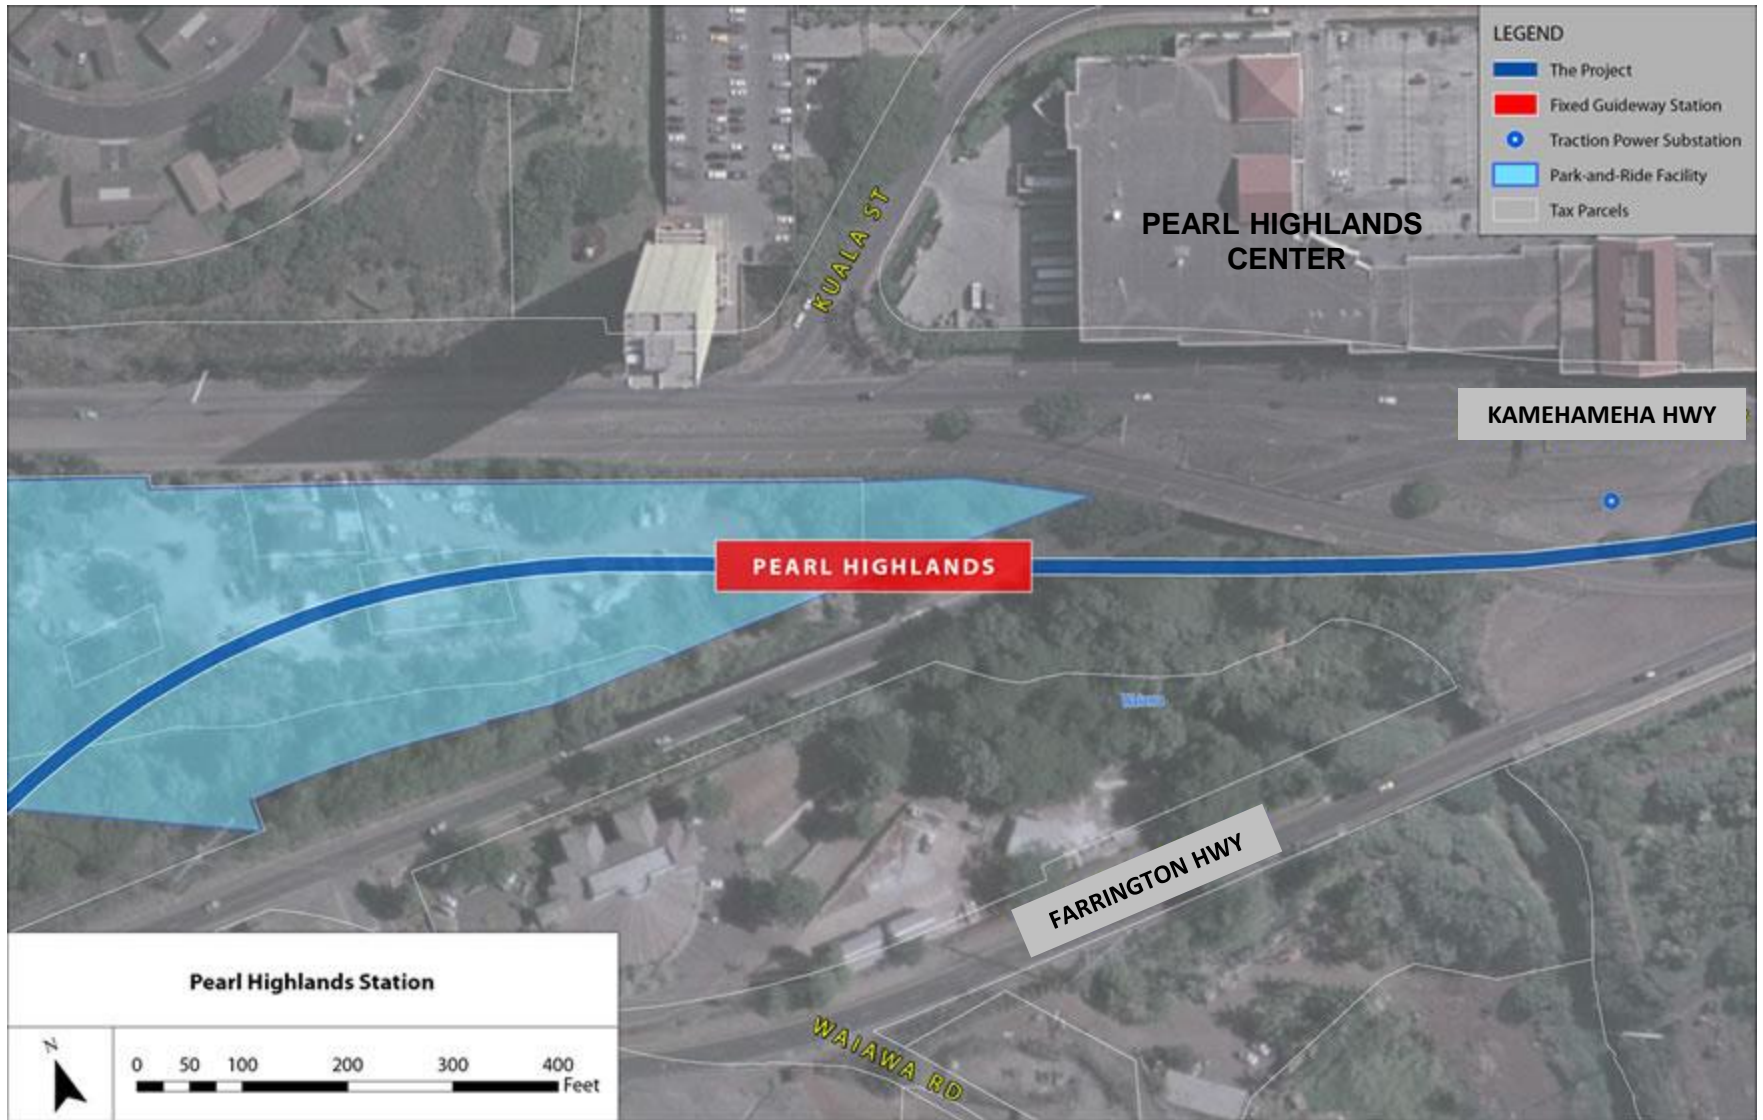 LEGEND
The Project
Fixed Guideway Station
Traction Power Substation
Park-and-Ride Facility
Tax Parcels
KUALA ST
PEARL HIGHLANDS
CENTER
KAMEHAMEHA HWY
PEARL HIGHLANDS
FARRINGTON HWY
WAIAWA RD
Pearl Highlands Station
N
0 50 100 200 300 400
Feet